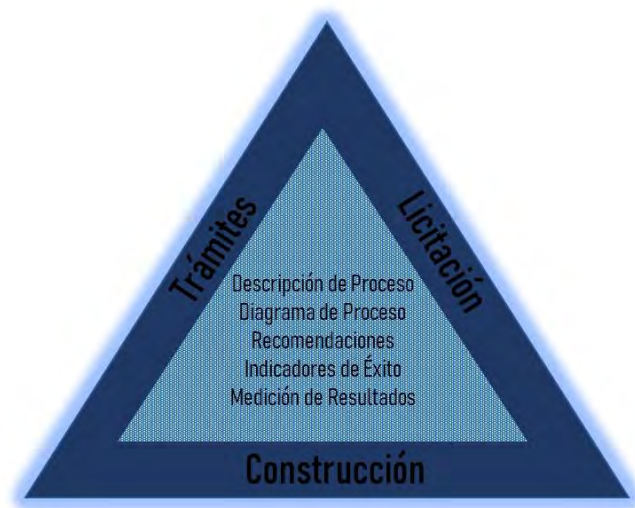 Trámites
Licitación
Descripción de Proceso
Diagrama de Proceso
Recomendaciones
Indicadores de Éxito
Medición de Resultados
Construcción